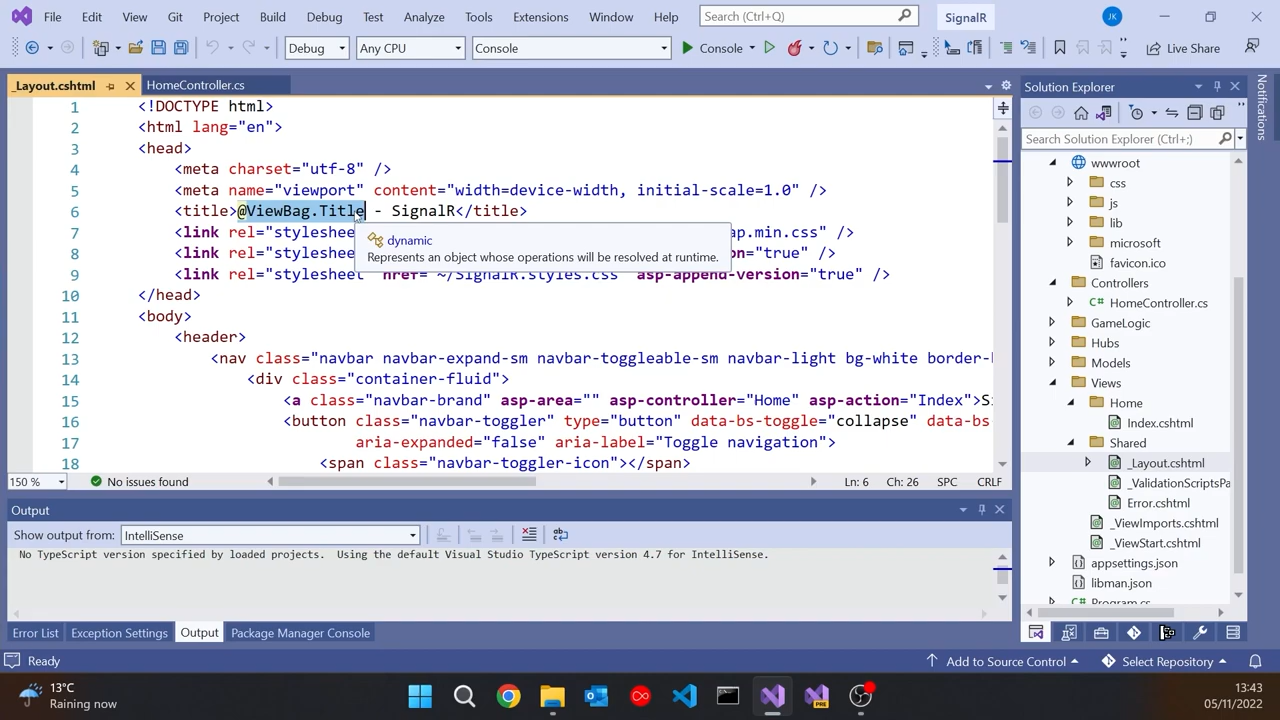 File Edit View Git Project Build Debug Test Analyze Tools Extensions Window Help Search (Ctrl+Q) SignalR JK
Debug Any CPU Console Console Live Share
_Layout.cshtml HomeController.cs
1 <!DOCTYPE html>
2 <html lang="en">
3 <head>
4 <meta charset="utf-8" />
5 <meta name="viewport" content="width=device-width, initial-scale=1.0" />
6 <title>@ViewBag.Title - SignalR</title>
7 <link rel="stylesheet ap.min.css" />
8 <link rel="stylesheet on="true" />
9 <link rel="stylesheet" href="~/SignalR.styles.css" asp-append-version="true" />
10 </head>
11 <body>
12 <header>
13 <nav class="navbar navbar-expand-sm navbar-toggleable-sm navbar-light bg-white border-b
14 <div class="container-fluid">
15 <a class="navbar-brand" asp-area="" asp-controller="Home" asp-action="Index">Si
16 <button class="navbar-toggler" type="button" data-bs-toggle="collapse" data-bs
17 aria-expanded="false" aria-label="Toggle navigation">
18 <span class="navbar-toggler-icon"></span>
dynamic
Represents an object whose operations will be resolved at runtime.
150 % No issues found Ln: 6 Ch: 26 SPC CRLF
Output
Show output from: IntelliSense
No TypeScript version specified by loaded projects. Using the default Visual Studio TypeScript version 4.7 for IntelliSense.
Error List Exception Settings Output Package Manager Console
Solution Explorer
Search Solution Explorer (Ctrl+;)
wwwroot
css
js
lib
microsoft
favicon.ico
Controllers
C# HomeController.cs
GameLogic
Hubs
Models
Views
Home
Index.cshtml
Shared
_Layout.cshtml
_ValidationScriptsPa
Error.cshtml
_ViewImports.cshtml
_ViewStart.cshtml
appsettings.json
libman.json
Program.cs
Notifications
Ready Add to Source Control Select Repository
13°C
Raining now
PRE
13:43
05/11/2022